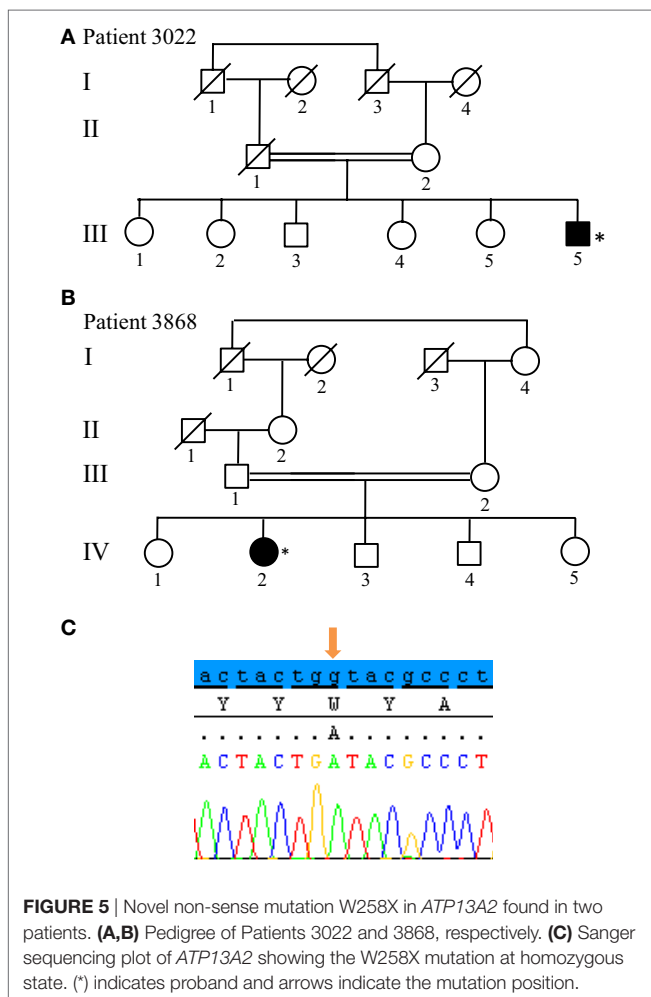 A Patient 3022
I
1 2 3 4
II
1 2
III
1 2 3 4 5 5 *
B
Patient 3868
I
1 2 3 4
II
1 2
III
1 2
IV
1 2 * 3 4 5
C
a c t a c t g g t a c g c c c t
Y Y W Y A
. . . . . . . A . . . . . . . .
A C T A C T G A T A C G C C C T
FIGURE 5 | Novel non-sense mutation W258X in ATP13A2 found in two
patients. (A,B) Pedigree of Patients 3022 and 3868, respectively. (C) Sanger
sequencing plot of ATP13A2 showing the W258X mutation at homozygous
state. (*) indicates proband and arrows indicate the mutation position.